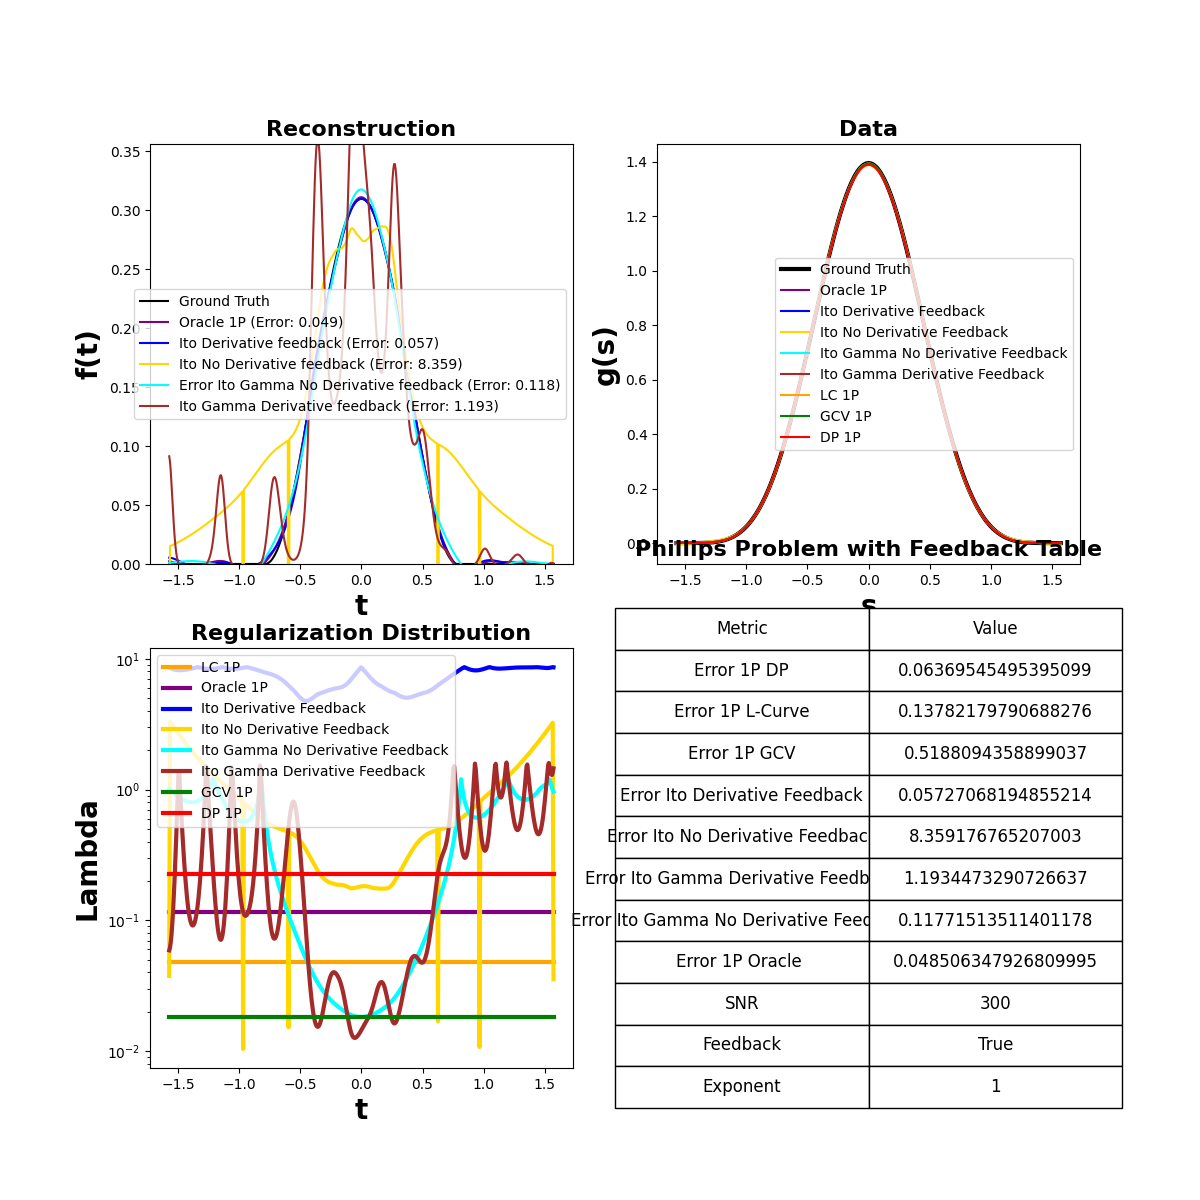 Reconstruction
f(t)
0.35
0.30
0.25
0.20
0.15
0.10
0.05
0.00
Ground Truth
Oracle 1P (Error: 0.049)
Ito Derivative feedback (Error: 0.057)
Ito No Derivative feedback (Error: 8.359)
Error Ito Gamma No Derivative feedback (Error: 0.118)
Ito Gamma Derivative feedback (Error: 1.193)
−1.5 −1.0 −0.5 0.0 0.5 1.0 1.5
t
Data
g(s)
1.4
1.2
1.0
0.8
0.6
0.4
0.2
Ground Truth
Oracle 1P
Ito Derivative Feedback
Ito No Derivative Feedback
Ito Gamma No Derivative Feedback
Ito Gamma Derivative Feedback
LC 1P
GCV 1P
DP 1P
−1.5 −1.0 −0.5 0.0 0.5 1.0 1.5
s
Regularization Distribution
Lambda
10^1
10^0
10^−1
10^−2
LC 1P
Oracle 1P
Ito Derivative Feedback
Ito No Derivative Feedback
Ito Gamma No Derivative Feedback
Ito Gamma Derivative Feedback
GCV 1P
DP 1P
−1.5 −1.0 −0.5 0.0 0.5 1.0 1.5
t
Phillips Problem with Feedback Table
Metric Value
Error 1P DP 0.06369545495395099
Error 1P L-Curve 0.13782179790688276
Error 1P GCV 0.5188094358899037
Error Ito Derivative Feedback 0.05727068194855214
Error Ito No Derivative Feedbac 8.359176765207003
Error Ito Gamma Derivative Feedb 1.1934473290726637
Error Ito Gamma No Derivative Feed 0.11771513511401178
Error 1P Oracle 0.048506347926809995
SNR 300
Feedback True
Exponent 1